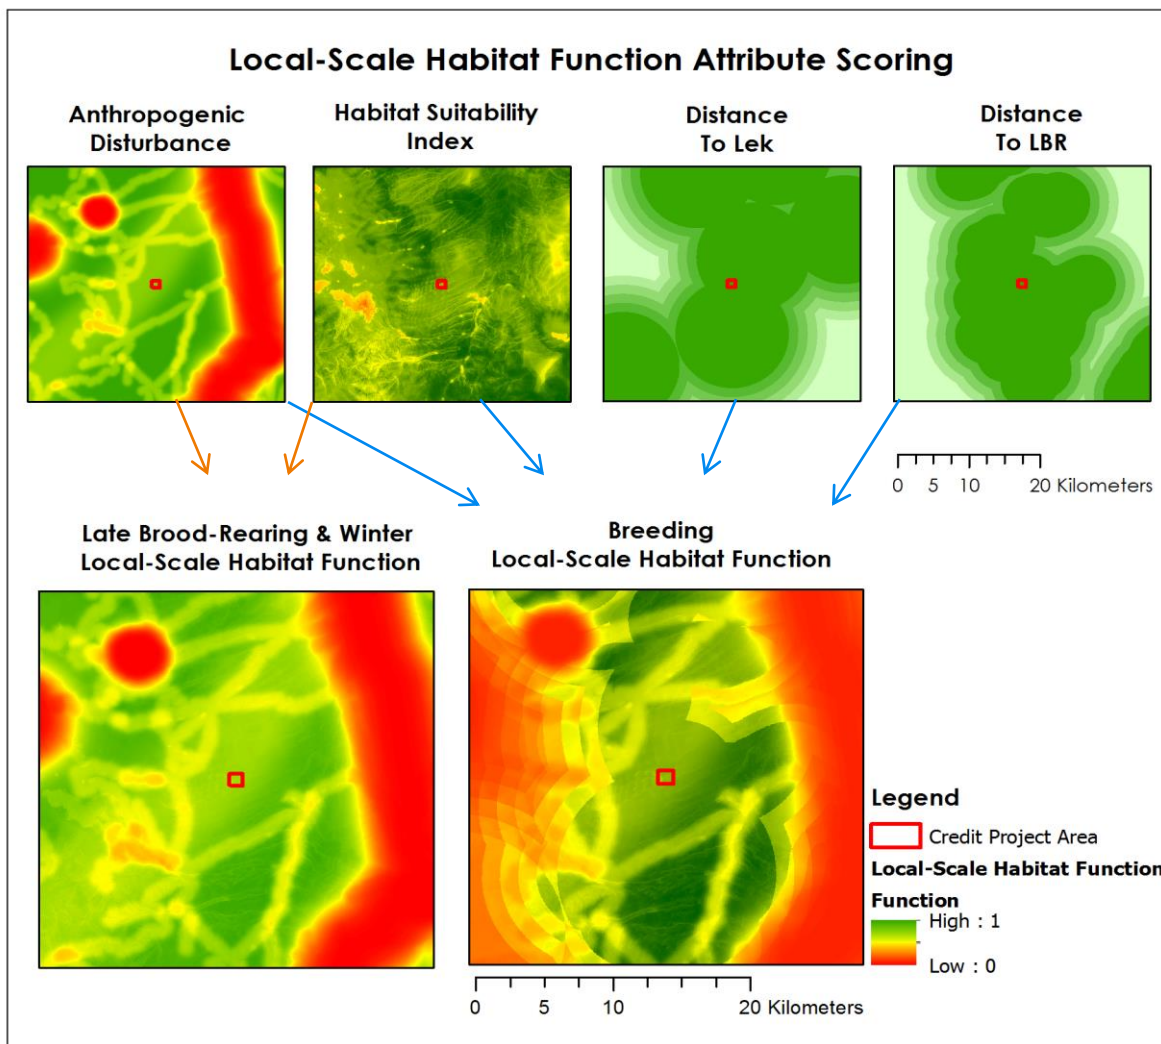 Local-Scale Habitat Function Attribute Scoring
Anthropogenic
Disturbance
Habitat Suitability
Index
Distance
To Lek
Distance
To LBR
0 5 10 20 Kilometers
Late Brood-Rearing & Winter
Local-Scale Habitat Function
Breeding
Local-Scale Habitat Function
Legend
Credit Project Area
Local-Scale Habitat Function
Function
High : 1
Low : 0
0 5 10 20 Kilometers